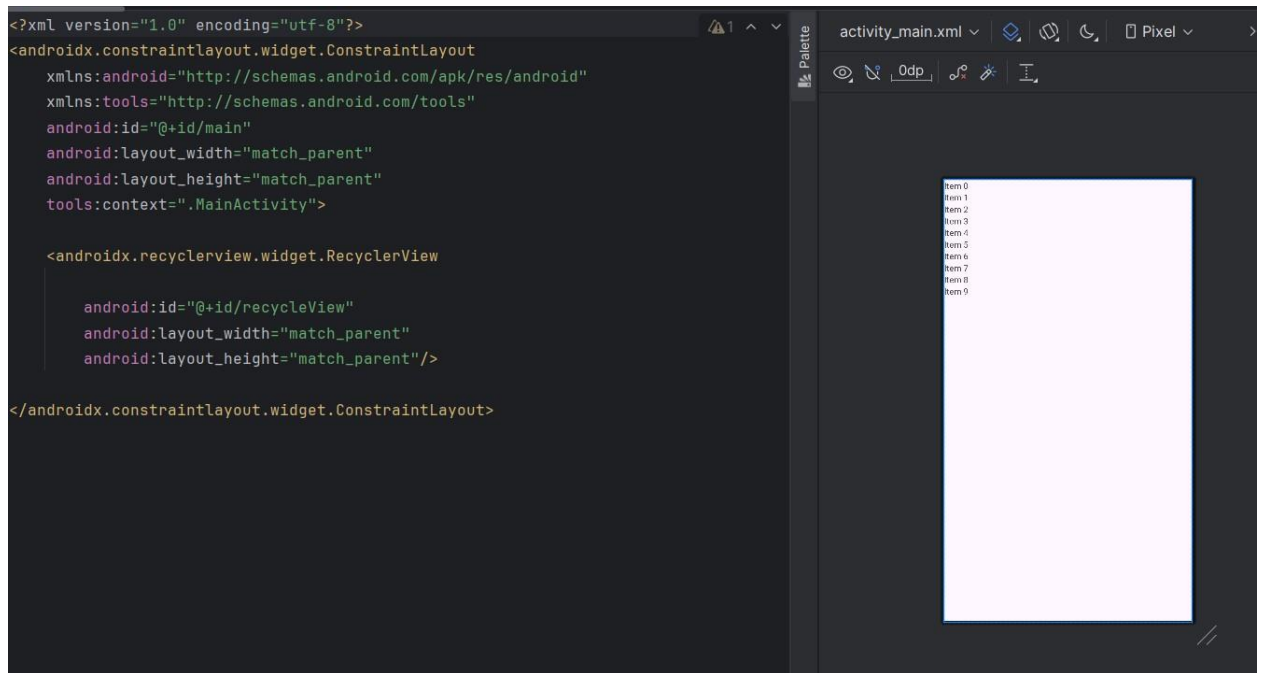 <?xml version="1.0" encoding="utf-8"?>
<androidx.constraintlayout.widget.ConstraintLayout
    xmlns:android="http://schemas.android.com/apk/res/android"
    xmlns:tools="http://schemas.android.com/tools"
    android:id="@+id/main"
    android:layout_width="match_parent"
    android:layout_height="match_parent"
    tools:context=".MainActivity">
    <androidx.recyclerview.widget.RecyclerView
        android:id="@+id/recycleView"
        android:layout_width="match_parent"
        android:layout_height="match_parent"/>
</androidx.constraintlayout.widget.ConstraintLayout>
1
Palette
activity_main.xml
Pixel
0dp
Item 0
Item 1
Item 2
Item 3
Item 4
Item 5
Item 6
Item 7
Item 8
Item 9